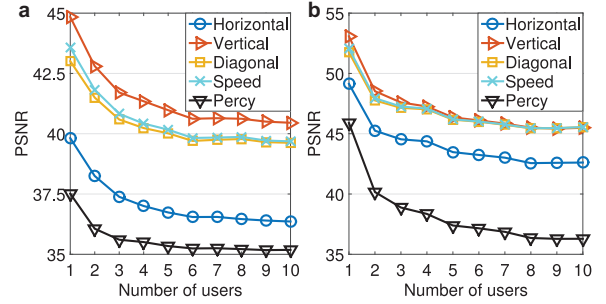 a
45
42.5
40
37.5
35
PSNR
Horizontal
Vertical
Diagonal
Speed
Percy
1 2 3 4 5 6 7 8 9 10
Number of users
b
55
50
45
40
35
PSNR
Horizontal
Vertical
Diagonal
Speed
Percy
1 2 3 4 5 6 7 8 9 10
Number of users